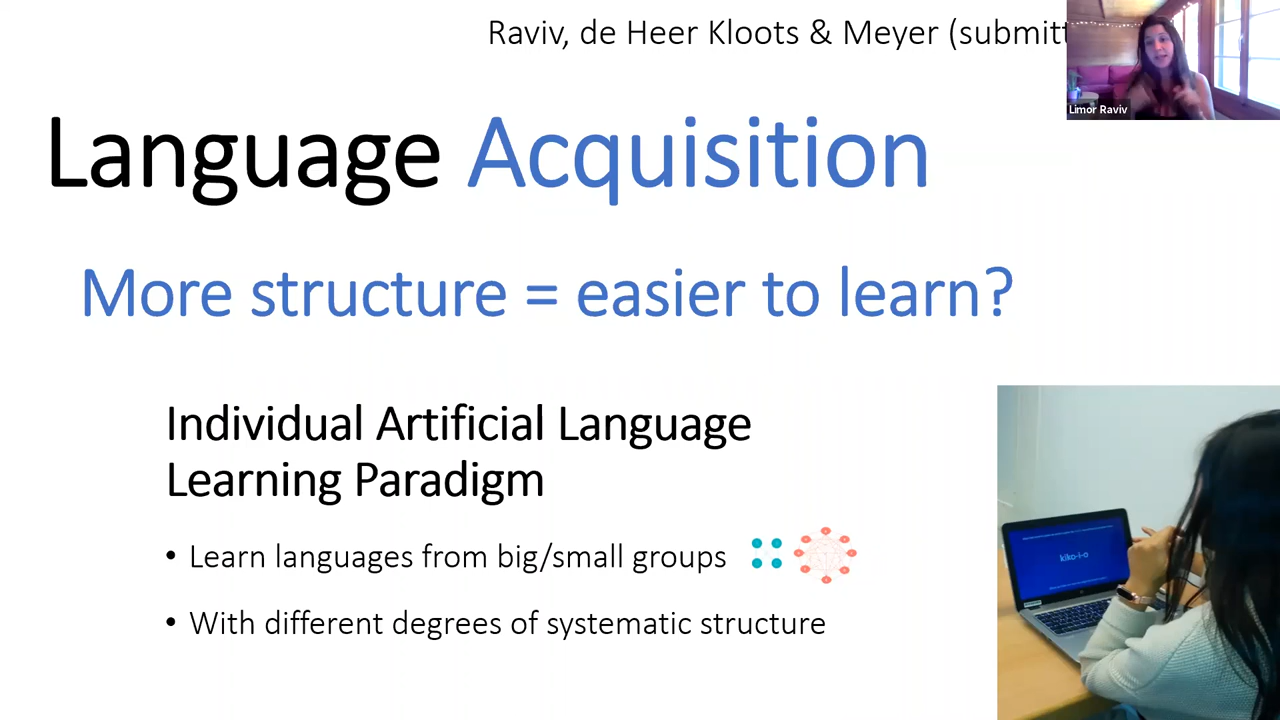 Raviv, de Heer Kloots & Meyer
Limor Raviv
Language Acquisition
More structure = easier to learn?
Individual Artificial Language
Learning Paradigm
• Learn languages from big/small groups
• With different degrees of systematic structure
kiko-i-o